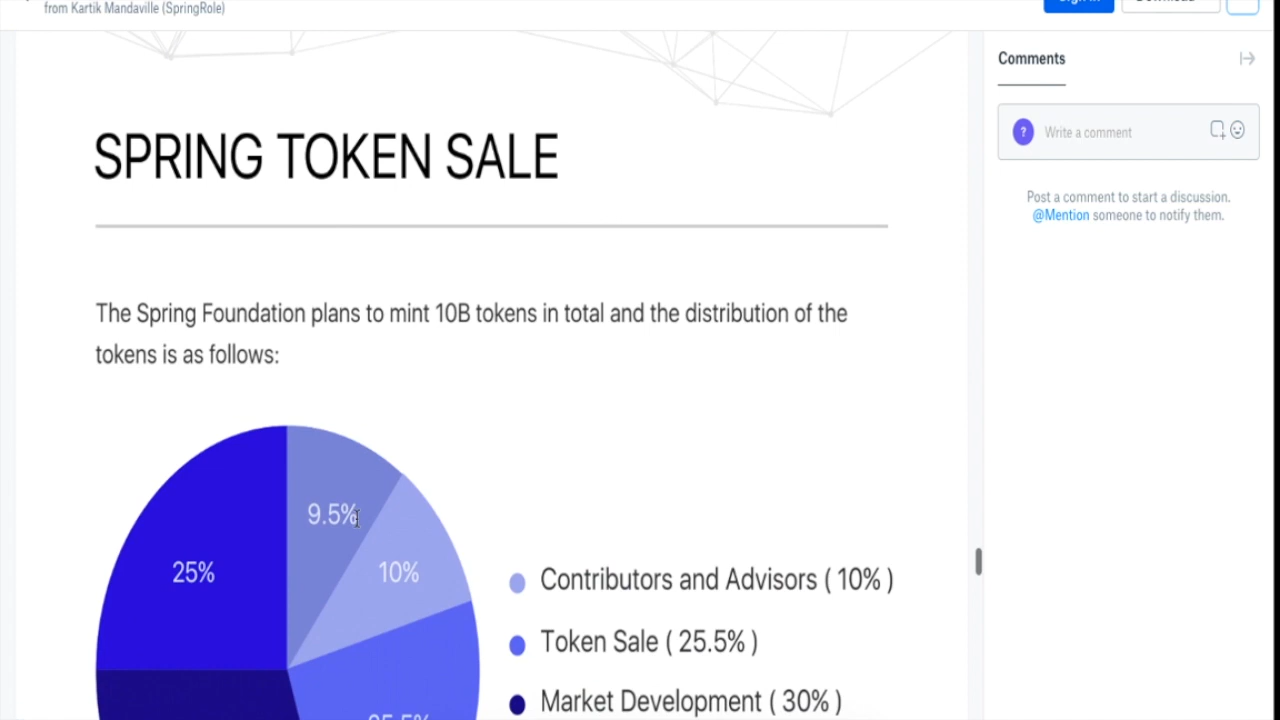 from Kartik Mandaville (SpringRole)
Comments
Write a comment
Post a comment to start a discussion.
@Mention someone to notify them.
SPRING TOKEN SALE
The Spring Foundation plans to mint 10B tokens in total and the distribution of the
tokens is as follows:
9.5%
25%
10%
Contributors and Advisors ( 10% )
Token Sale ( 25.5% )
Market Development ( 30% )